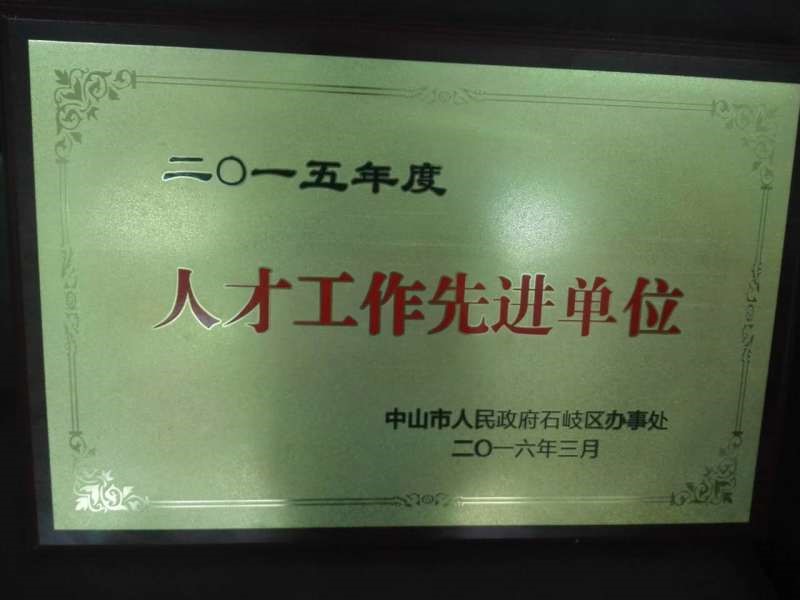 二〇一五年度
人才工作先进单位
中山市人民政府石岐区办事处
二〇一六年三月